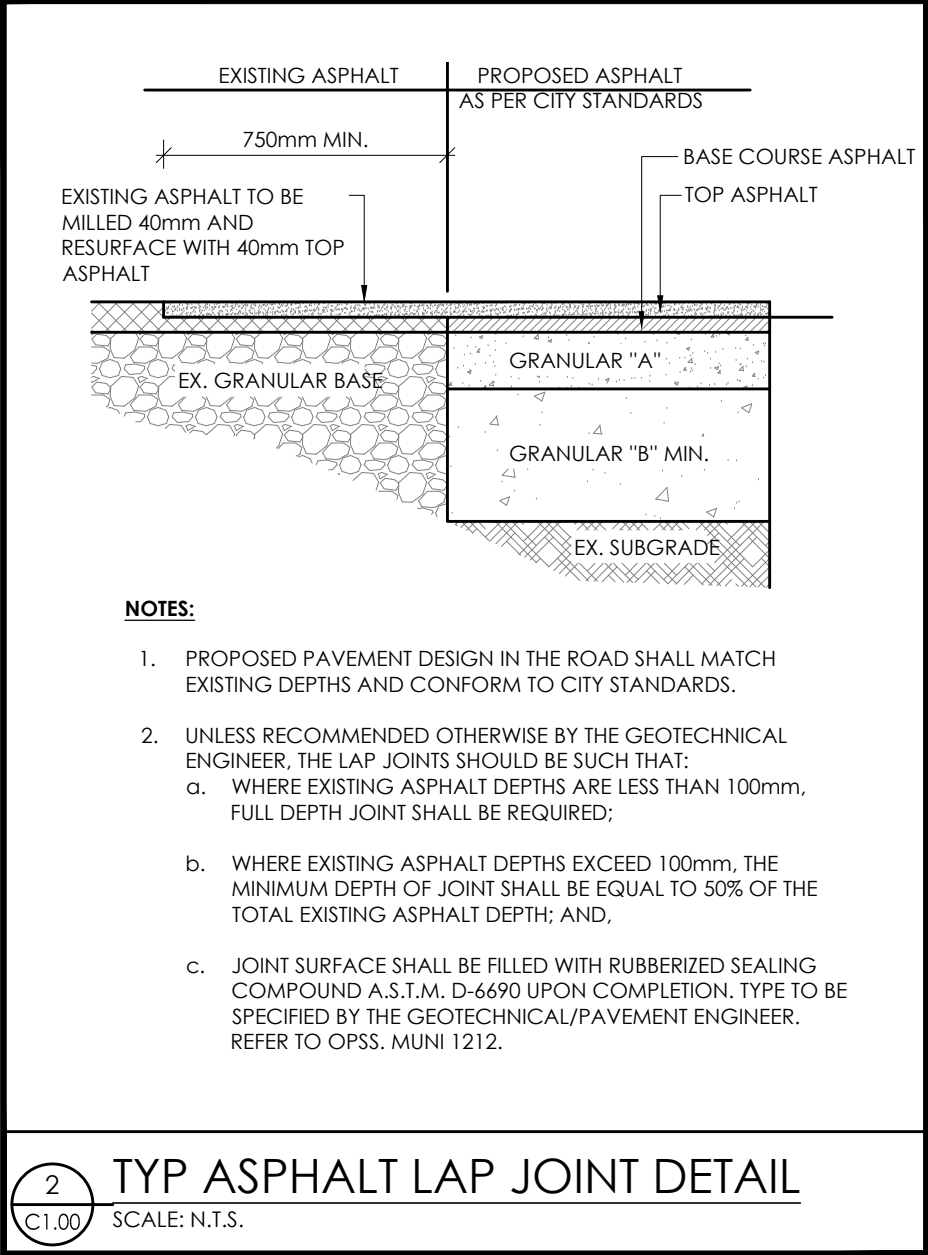 EXISTING ASPHALT
PROPOSED ASPHALT
AS PER CITY STANDARDS
750mm MIN.
BASE COURSE ASPHALT
TOP ASPHALT
EXISTING ASPHALT TO BE
MILLED 40mm AND
RESURFACE WITH 40mm TOP
ASPHALT
GRANULAR "A"
EX. GRANULAR BASE
GRANULAR "B" MIN.
EX. SUBGRADE
NOTES:
1. PROPOSED PAVEMENT DESIGN IN THE ROAD SHALL MATCH
EXISTING DEPTHS AND CONFORM TO CITY STANDARDS.
2. UNLESS RECOMMENDED OTHERWISE BY THE GEOTECHNICAL
ENGINEER, THE LAP JOINTS SHOULD BE SUCH THAT:
a. WHERE EXISTING ASPHALT DEPTHS ARE LESS THAN 100mm,
FULL DEPTH JOINT SHALL BE REQUIRED;
b. WHERE EXISTING ASPHALT DEPTHS EXCEED 100mm, THE
MINIMUM DEPTH OF JOINT SHALL BE EQUAL TO 50% OF THE
TOTAL EXISTING ASPHALT DEPTH; AND,
c. JOINT SURFACE SHALL BE FILLED WITH RUBBERIZED SEALING
COMPOUND A.S.T.M. D-6690 UPON COMPLETION. TYPE TO BE
SPECIFIED BY THE GEOTECHNICAL/PAVEMENT ENGINEER.
REFER TO OPSS. MUNI 1212.
2
C1.00
TYP ASPHALT LAP JOINT DETAIL
SCALE: N.T.S.